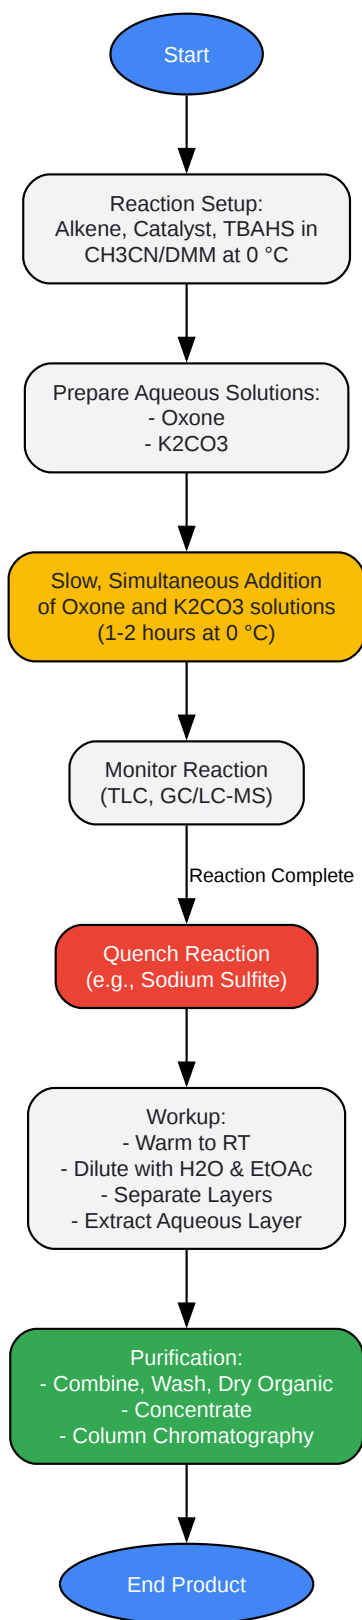 Start
Reaction Setup:
Alkene, Catalyst, TBAHS in
CH3CN/DMM at 0 °C
Prepare Aqueous Solutions:
- Oxone
- K2CO3
Slow, Simultaneous Addition
of Oxone and K2CO3 solutions
(1-2 hours at 0 °C)
Monitor Reaction
(TLC, GC/LC-MS)
Reaction Complete
Quench Reaction
(e.g., Sodium Sulfite)
Workup:
- Warm to RT
- Dilute with H2O & EtOAc
- Separate Layers
- Extract Aqueous Layer
Purification:
- Combine, Wash, Dry Organic
- Concentrate
- Column Chromatography
End Product